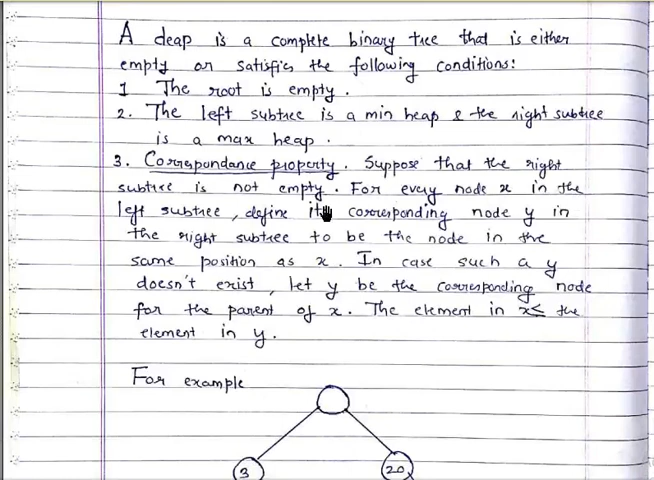 A deap is a complete binary tree that is either
empty or satisfies the following conditions:
1 The root is empty.
2. The left subtree is a min heap & the right subtree
is a max heap.
3. Correspondance property. Suppose that the right
subtree is not empty. For every node x in the
left subtree, define its corresponding node y in
the right subtree to be the node in the
same position as x. In case such a y
doesn't exist, let y be the corresponding node
for the parent of x. The element in x ≤ the
element in y.
For example
3 20